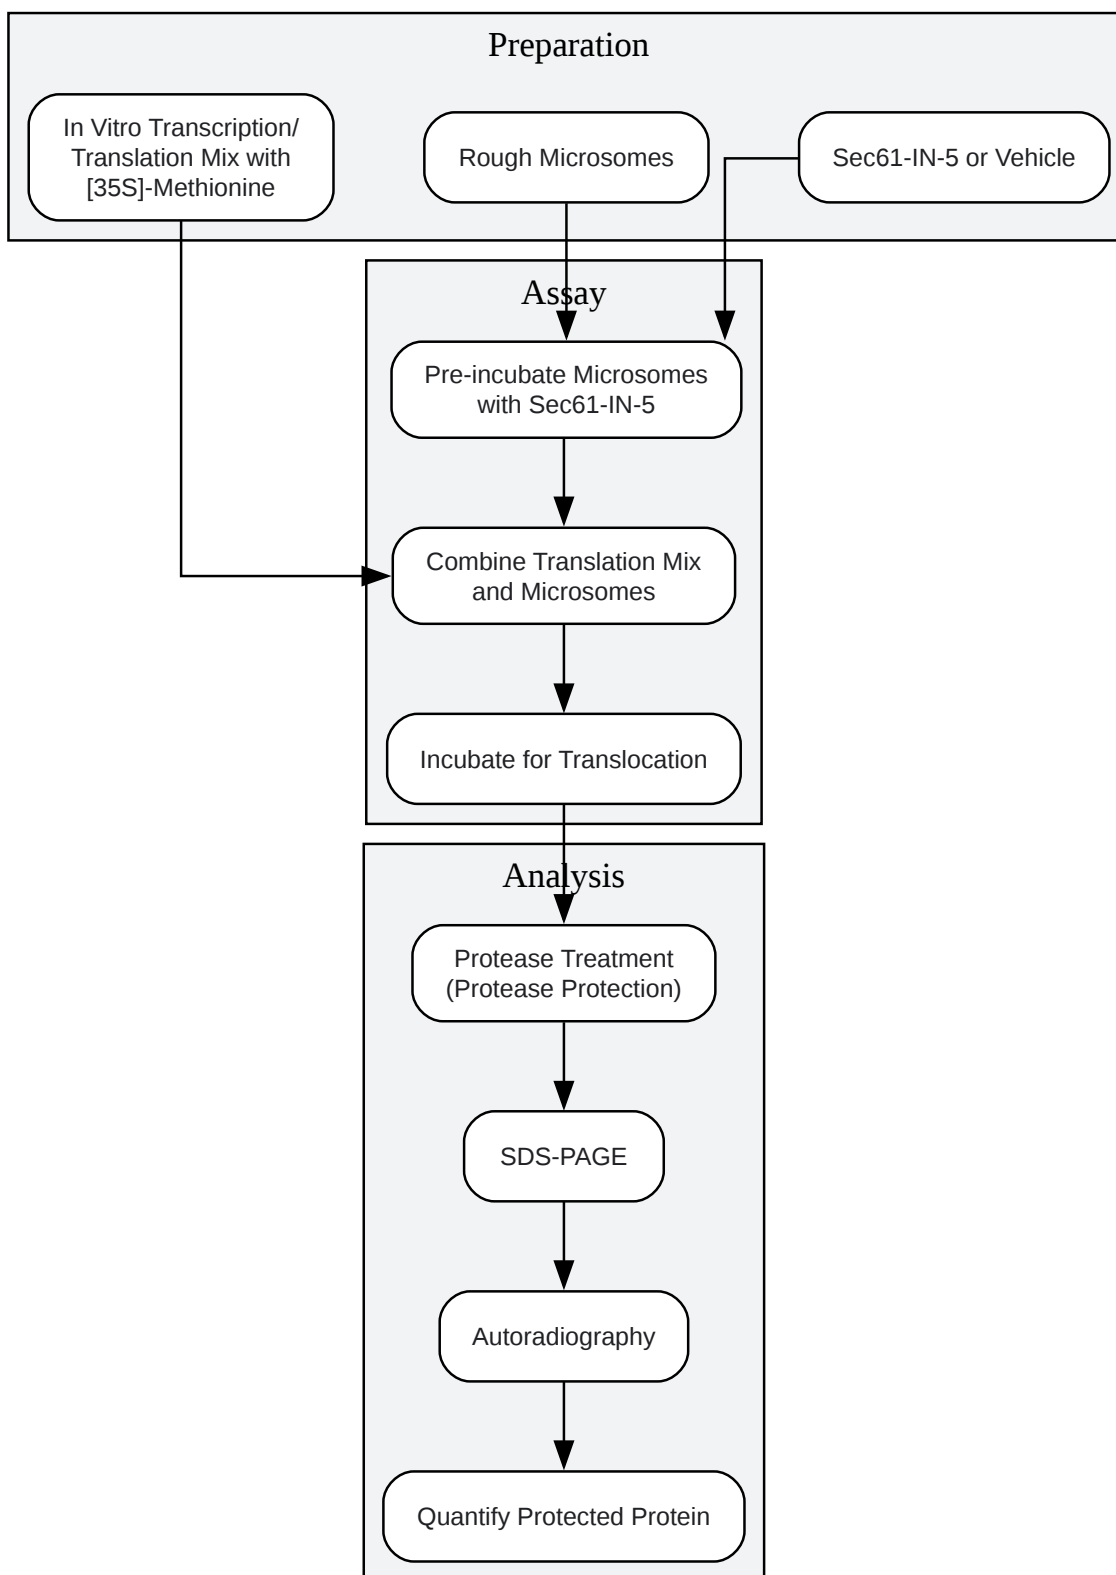 Preparation
In Vitro Transcription/
Translation Mix with
[35S]-Methionine
Rough Microsomes
Sec61-IN-5 or Vehicle
Assay
Pre-incubate Microsomes
with Sec61-IN-5
Combine Translation Mix
and Microsomes
Incubate for Translocation
Analysis
Protease Treatment
(Protease Protection)
SDS-PAGE
Autoradiography
Quantify Protected Protein